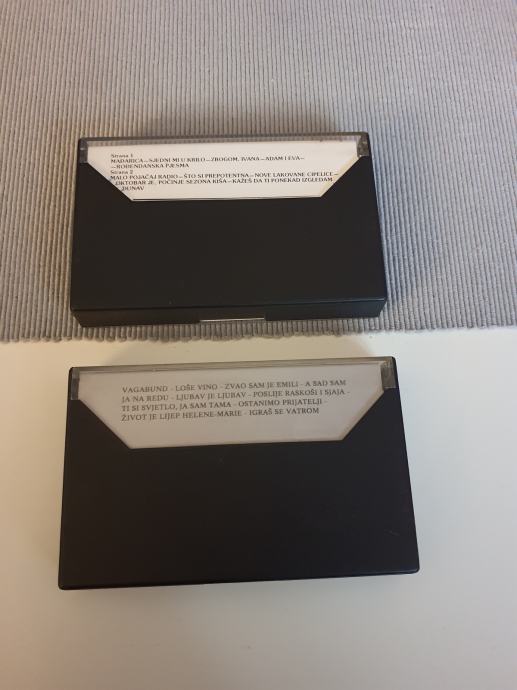 Strana 1
MAĐARICA – SJEDNI MI U KRILO – ZBOGOM, IVANA – ADAM I EVA –
– ROĐENDANSKA PJESMA
Strana 2
MALO POJAČAJ RADIO – ŠTO SI PREPOTENTNA – NOVE LAKOVANE CIPELICE –
OKTOBAR JE, POČINJE SEZONA KIŠA – KAŽEŠ DA TI PONEKAD IZGLEDAM
DUNAV
VAGABUND - LOŠE VINO - ZVAO SAM JE EMILI - A SAD SAM
JA NA REDU - LJUBAV JE LJUBAV - POSLIJE RASKOŠI I SJAJA -
TI SI SVJETLO, JA SAM TAMA - OSTANIMO PRIJATELJI -
ŽIVOT JE LIJEP HELENE-MARIE - IGRAŠ SE VATROM